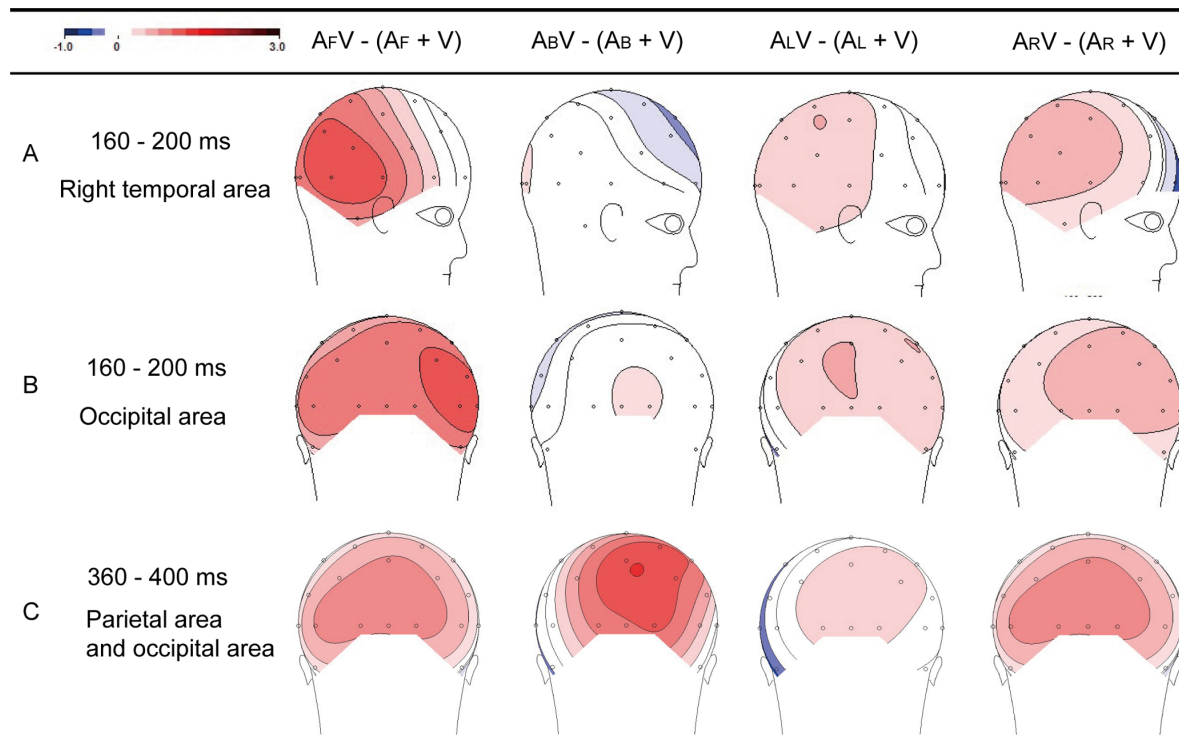 -1.0 0 3.0
AFV - (AF + V) ABV - (AB + V) ALV - (AL + V) ARV - (AR + V)
A
160 - 200 ms
Right temporal area
B
160 - 200 ms
Occipital area
C
360 - 400 ms
Parietal area
and occipital area